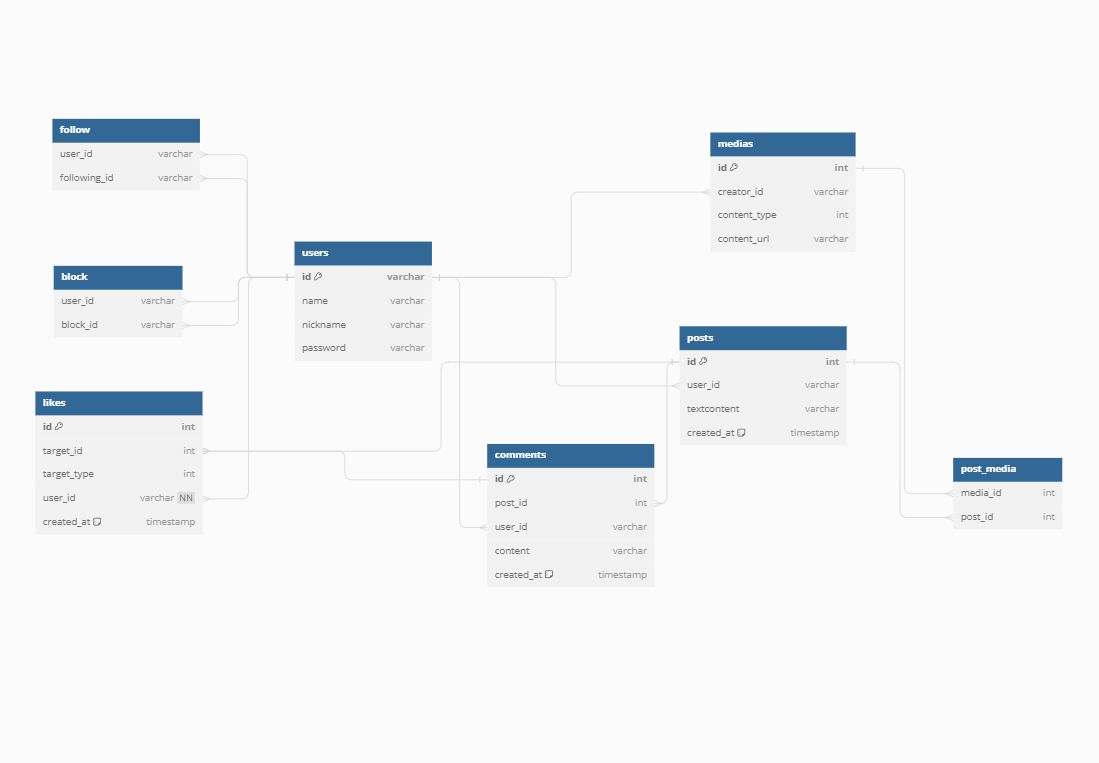 follow
user_id varchar
following_id varchar
block
user_id varchar
block_id varchar
likes
id int
target_id int
target_type int
user_id varchar NN
created_at timestamp
users
id varchar
name varchar
nickname varchar
password varchar
comments
id int
post_id int
user_id varchar
content varchar
created_at timestamp
medias
id int
creator_id varchar
content_type int
content_url varchar
posts
id int
user_id varchar
textcontent varchar
created_at timestamp
post_media
media_id int
post_id int